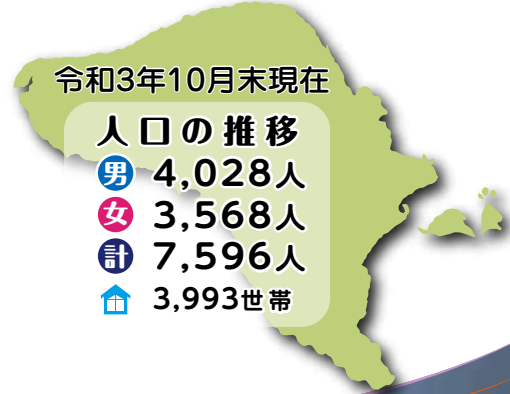 令和3年10月末現在
人口の推移
男 4,028人
女 3,568人
計 7,596人
3,993世帯